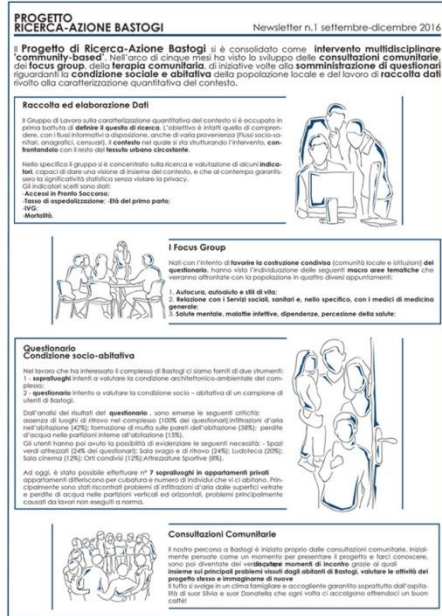 PROGETTO
RICERCA-AZIONE BASTOGI
Newsletter n.1 settembre-dicembre 2016
Il Progetto di Ricerca-Azione Bastogi si è consolidato come intervento multidisciplinare
'community-based'. Nell'arco di cinque mesi ha visto lo sviluppo delle consultazioni comunitarie,
dei focus group, della terapia comunitaria, di iniziative volte alla somministrazione di questionari
riguardanti la condizione sociale e abitativa della popolazione locale e del lavoro di raccolta dati
rivolto alla caratterizzazione quantitativa del contesto.
Raccolta ed elaborazione Dati
Il Gruppo di Lavoro sulla caratterizzazione quantitativa del contesto si è occupato in
prima battuta di definire il quesito di ricerca. L'obiettivo è infatti quello di compren-
dere, con i flussi informativi a disposizione, anche di varia provenienza (Flussi socio-sa-
nitari, anagrafici, censuari), il contesto nel quale si sta strutturando l'intervento, con-
frontandolo con il resto del tessuto urbano circostante.
Nello specifico il gruppo si è concentrato sulla ricerca e valutazione di alcuni indica-
tori, capaci di dare una visione di insieme del contesto, e che al contempo garantis-
sero la significatività statistica senza violare la privacy.
Gli indicatori scelti sono stati:
-Accessi in Pronto Soccorso;
-Tasso di ospedalizzazione; -Età del primo parto;
-IVG;
-Mortalità.
I Focus Group
Nati con l'intento di favorire la costruzione condivisa (comunità locale e istituzioni) del
questionario, hanno visto l'individuazione delle seguenti macro aree tematiche che
verranno affrontate con la popolazione in quattro diversi appuntamenti:
1. Autocura, autoaiuto e stili di vita;
2. Relazione con i Servizi sociali, sanitari e, nello specifico, con i medici di medicina
generale;
3. Salute mentale, malattie infettive, dipendenze, percezione della salute;
Questionario
Condizione socio-abitativa
Nel lavoro che ha interessato il complesso di Bastogi ci siamo forniti di due strumenti:
1 - sopralluoghi intenti a valutare la condizione architettonico-ambientale del com-
plesso;
2 - questionario intento a valutare la condizione socio - abitativa di un campione di
utenti di Bastogi.
Dall'analisi dei risultati del questionario , sono emerse le seguenti criticità:
assenza di luoghi di ritrovo nel complesso (100% dei questionari);infiltrazioni d'aria
nell'abitazione (42%); formazione di muffa sulle pareti dell'abitazione (38%); perdite
d'acqua nelle partizioni interne all'abitazione (15%).
Gli utenti hanno poi avuto la possibilità di evidenziare le seguenti necessità: - Spazi
verdi attrezzati (24% dei questionari); Sala svago e di ritrovo (24%); Ludoteca (20%);
Sala cinema (12%); Orti condivisi (12%);Attrezzature Sportive (8%).
Ad oggi, è stato possibile effettuare n° 7 sopralluoghi in appartamenti privati
appartamenti differiscono per cubatura e numero di individui che vi ci abitano. Prin-
cipalmente sono stati riscontrati problemi di infiltrazioni d'aria dalle superfici vetrate
e perdite di acqua nelle partizioni verticali ed orizzontali, problemi principalmente
causati da lavori non eseguiti a norma.
Consultazioni Comunitarie
Il nostro percorso a Bastogi è iniziato proprio dalle consultazioni comunitarie. Inizial-
mente pensate come un momento per presentare il progetto e farci conoscere,
sono poi diventate dei veri momenti di incontro grazie ai quali
insieme sui principali problemi vissuti dagli abitanti di Bastogi, valutare le attività del
progetto stesso e immaginarne di nuove
Il tutto si svolge in un clima famigliare e accogliente garantito soprattutto dall'ospita-
lità di suor Silvia e suor Donatella che ogni volta ci accolgono offrendoci un buon
caffè!